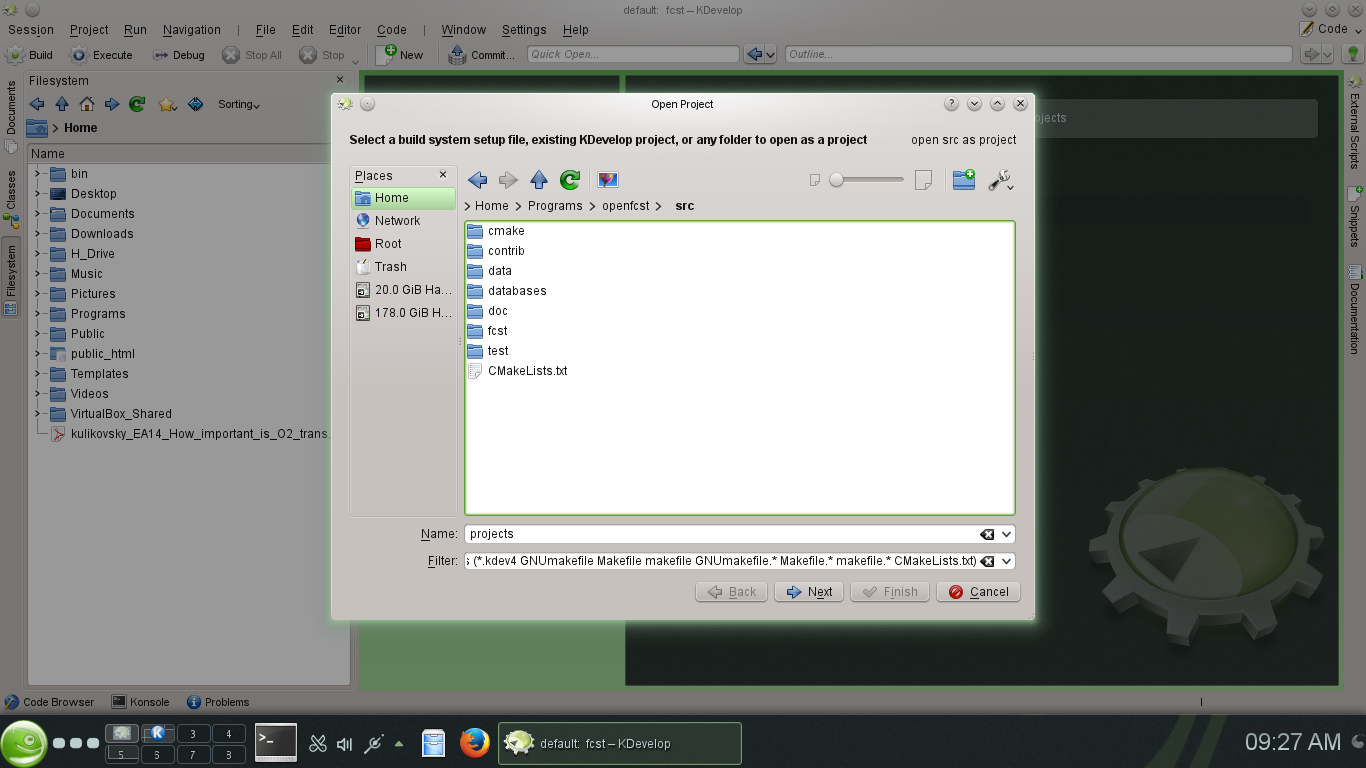 default: fcst – KDevelop
Session Project Run Navigation | File Edit Editor Code | Window Settings Help Code
Build Execute Debug Stop All Stop New Commit... Quick Open... Outline...
Documents
Classes
Filesystem
Filesystem
Sorting
> Home
Name
bin
Desktop
Documents
Downloads
H_Drive
Music
Pictures
Programs
Public
public_html
Templates
Videos
VirtualBox_Shared
kulikovsky_EA14_How_important_is_O2_trans
Open Project
Select a build system setup file, existing KDevelop project, or any folder to open as a project
open src as project
Places
Home
Network
Root
Trash
20.0 GiB Ha...
178.0 GiB H...
> Home > Programs > openfcst > src
cmake
contrib
data
databases
doc
fcst
test
CMakeLists.txt
Name: projects
Filter: (*.kdev4 GNUmakefile Makefile makefile GNUmakefile.* Makefile.* makefile.* CMakeLists.txt)
Back Next Finish Cancel
External Scripts
Snippets
Documentation
Code Browser Konsole Problems
3 4
5 6 7 8
default: fcst – KDevelop
09:27 AM